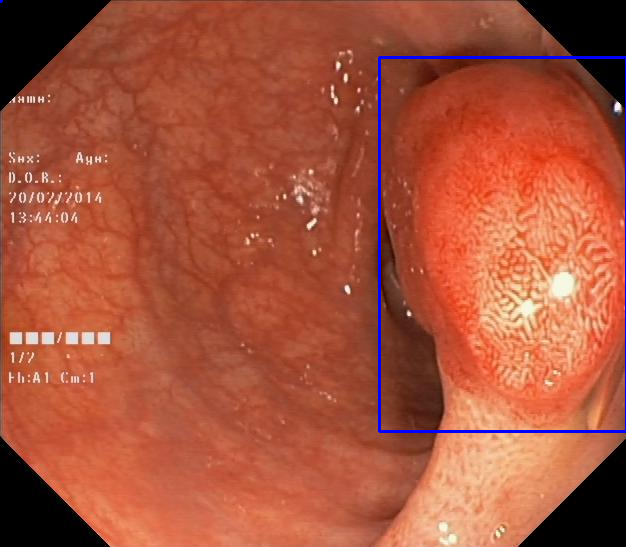 Name:
Sex: Age:
D.O.B.:
20/02/2014
13:44:04
■■■/■■■
1/2
Eh:A1 Cm:1